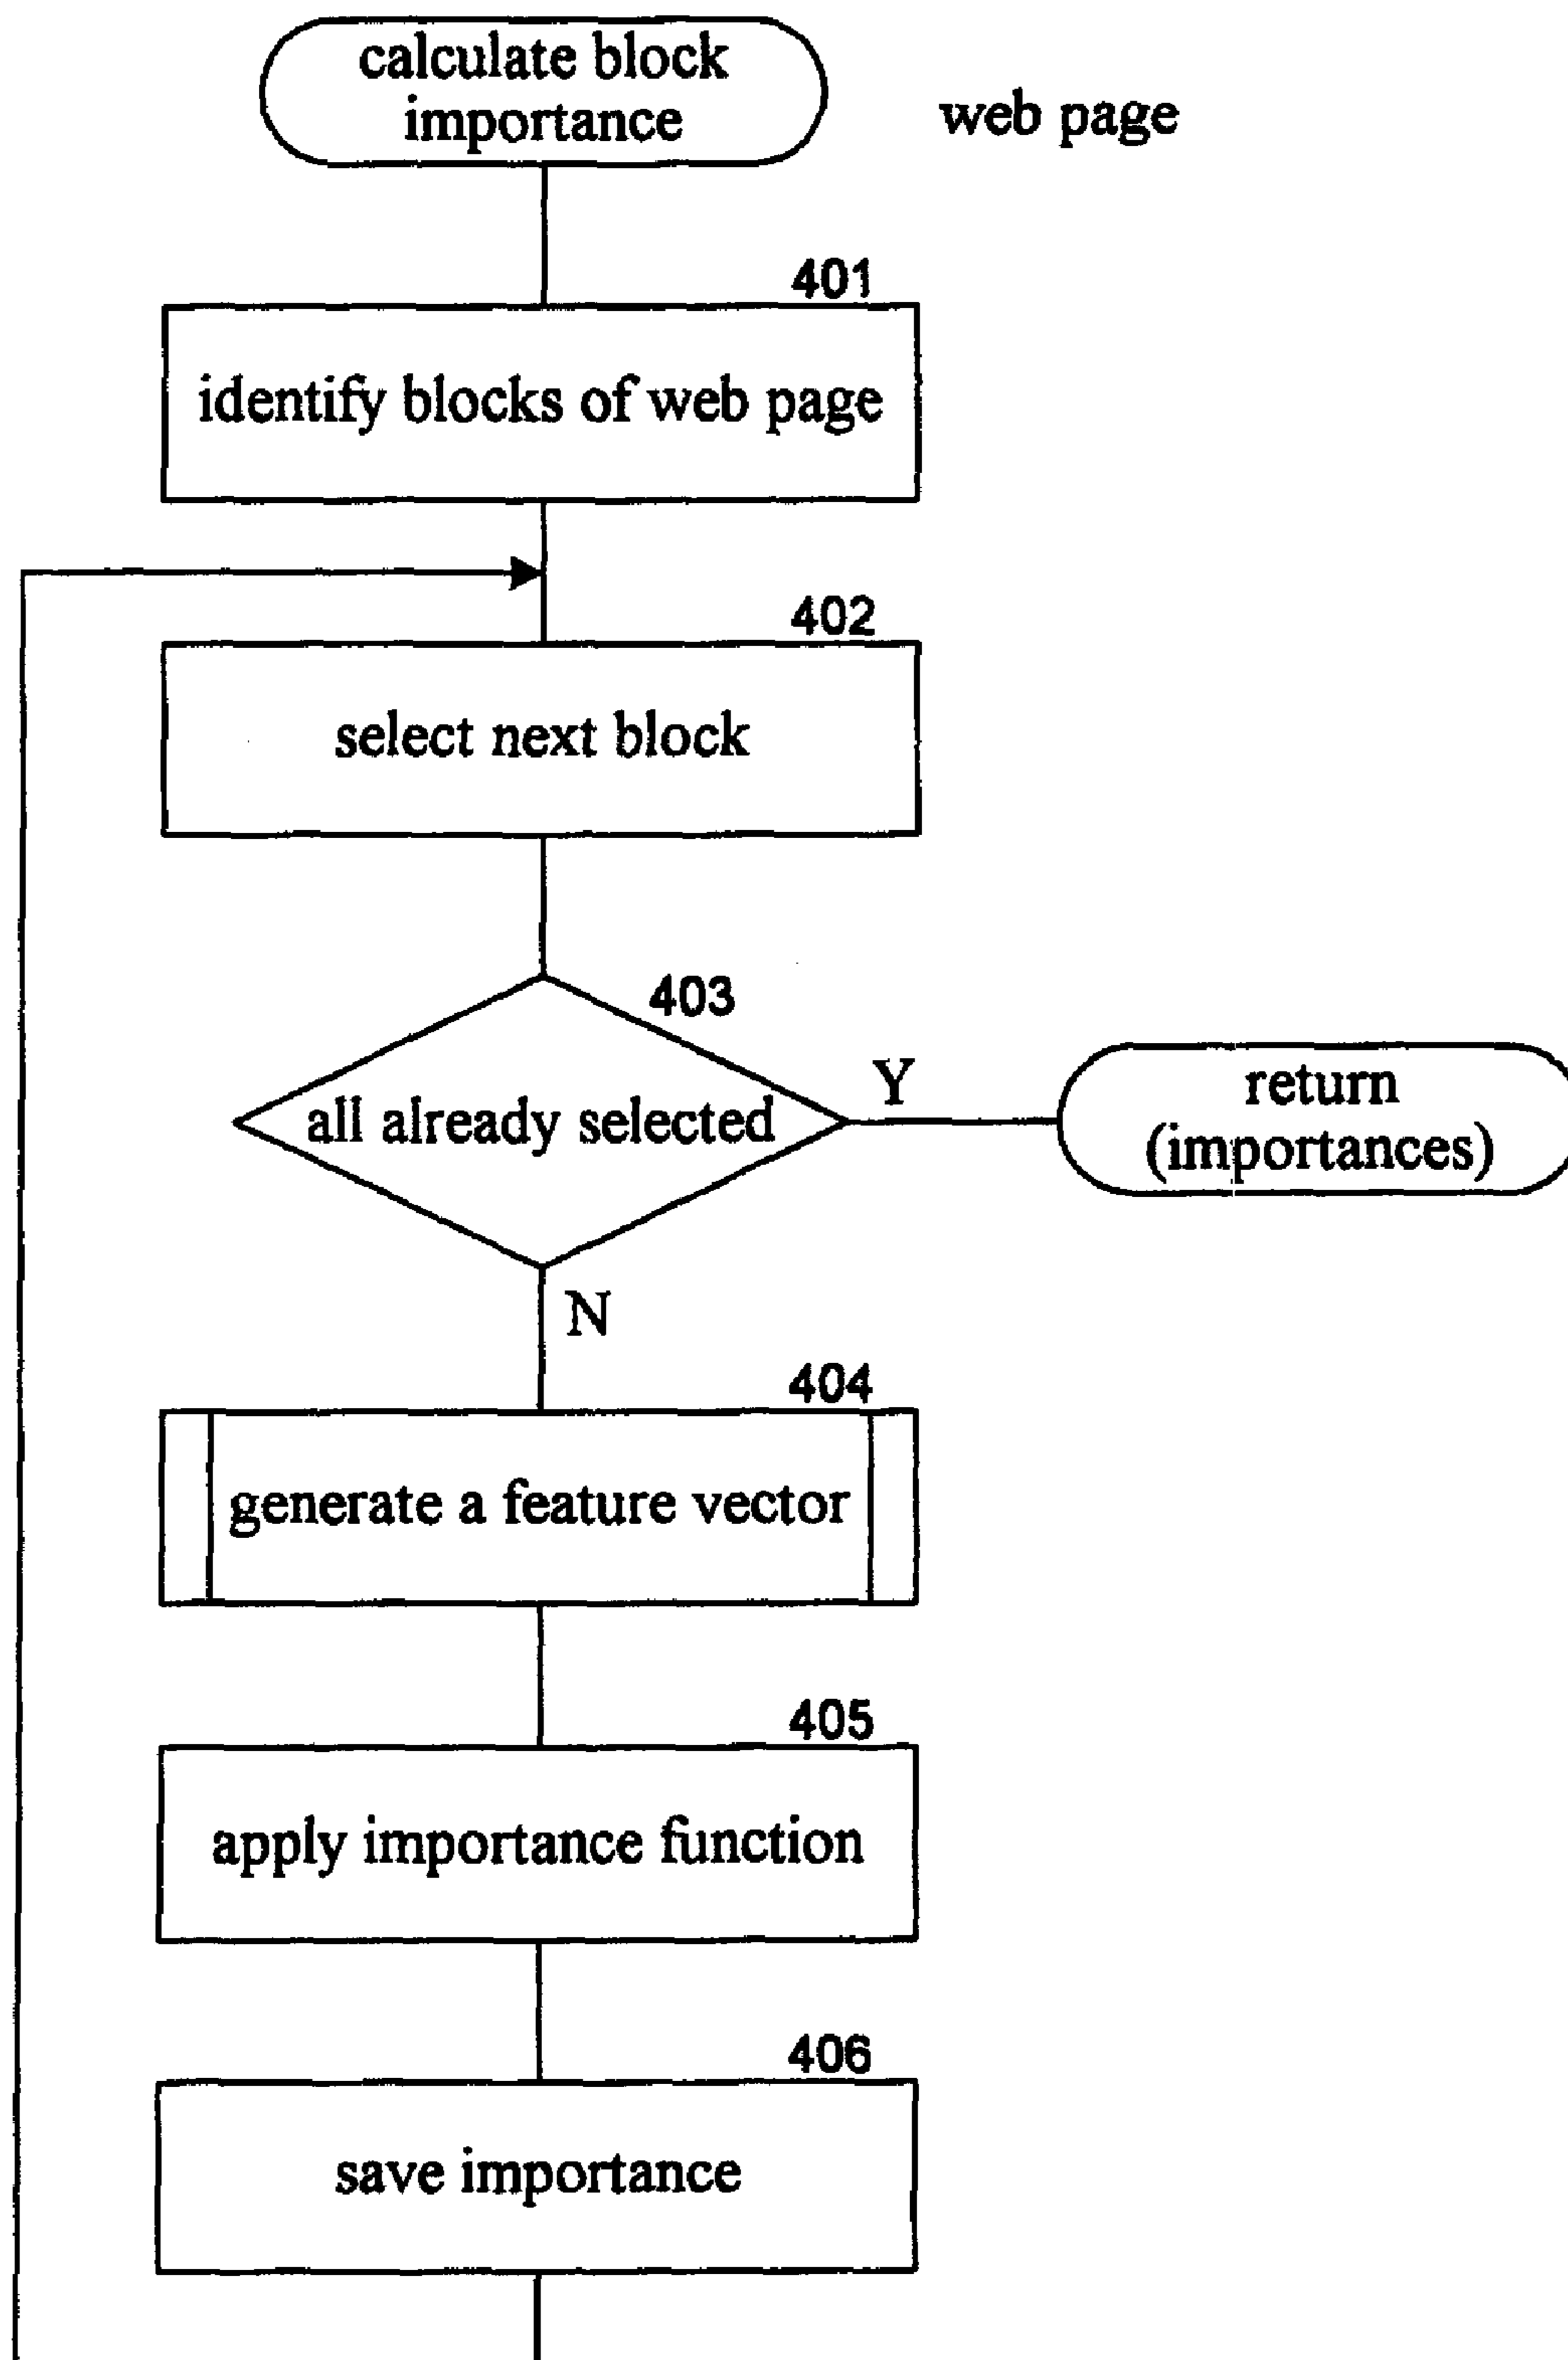 calculate block
importance
web page
401
identify blocks of web page
402
select next block
403
all already selected
Y
return
(importances)
N
404
generate a feature vector
405
apply importance function
406
save importance